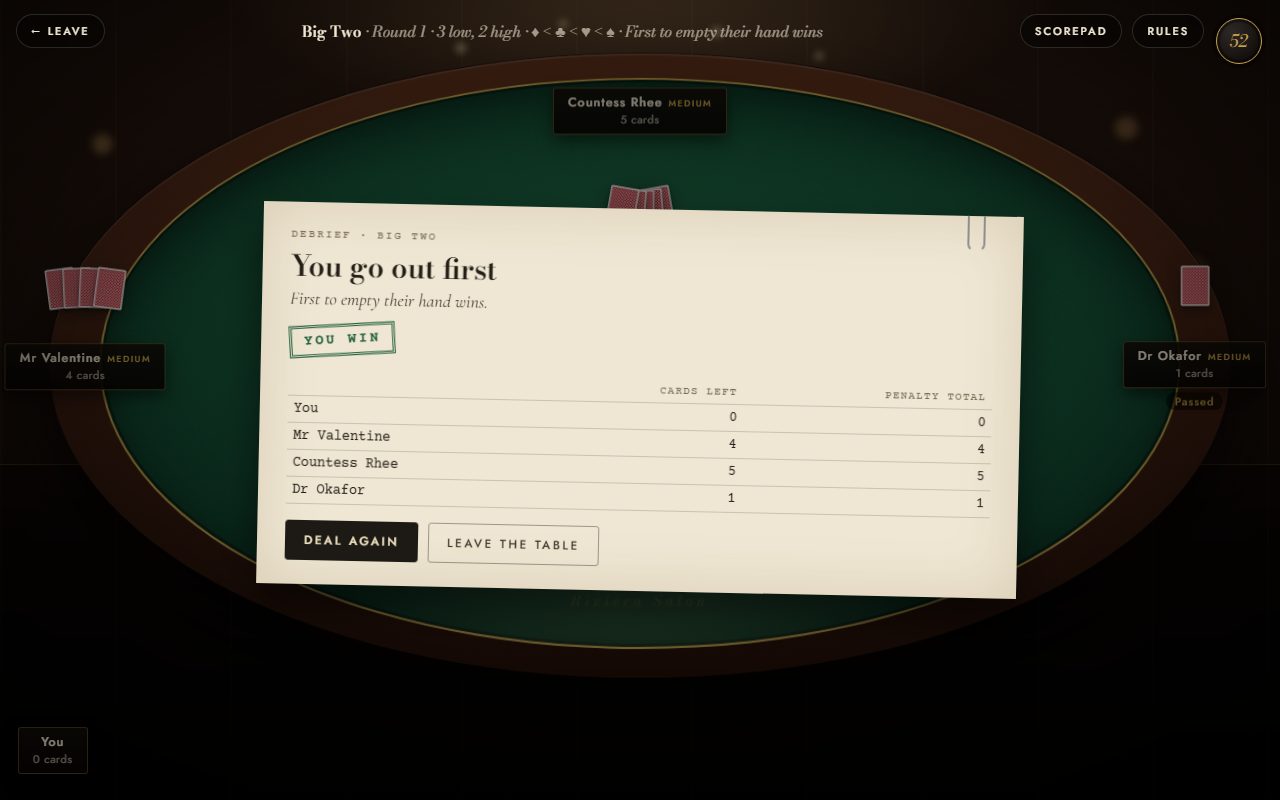 ← LEAVE
Big Two · Round 1 · 3 low, 2 high · ♦ < ♣ < ♥ < ♠ · First to empty their hand wins
SCOREPAD
RULES
52
Countess Rhee MEDIUM
5 cards
DEBRIEF · BIG TWO
You go out first
First to empty their hand wins.
YOU WIN
CARDS LEFT PENALTY TOTAL
You 0 0
Mr Valentine 4 4
Countess Rhee 5 5
Dr Okafor 1 1
DEAL AGAIN
LEAVE THE TABLE
Mr Valentine MEDIUM
4 cards
Dr Okafor MEDIUM
1 cards
Passed
Riviera Salon
You
0 cards